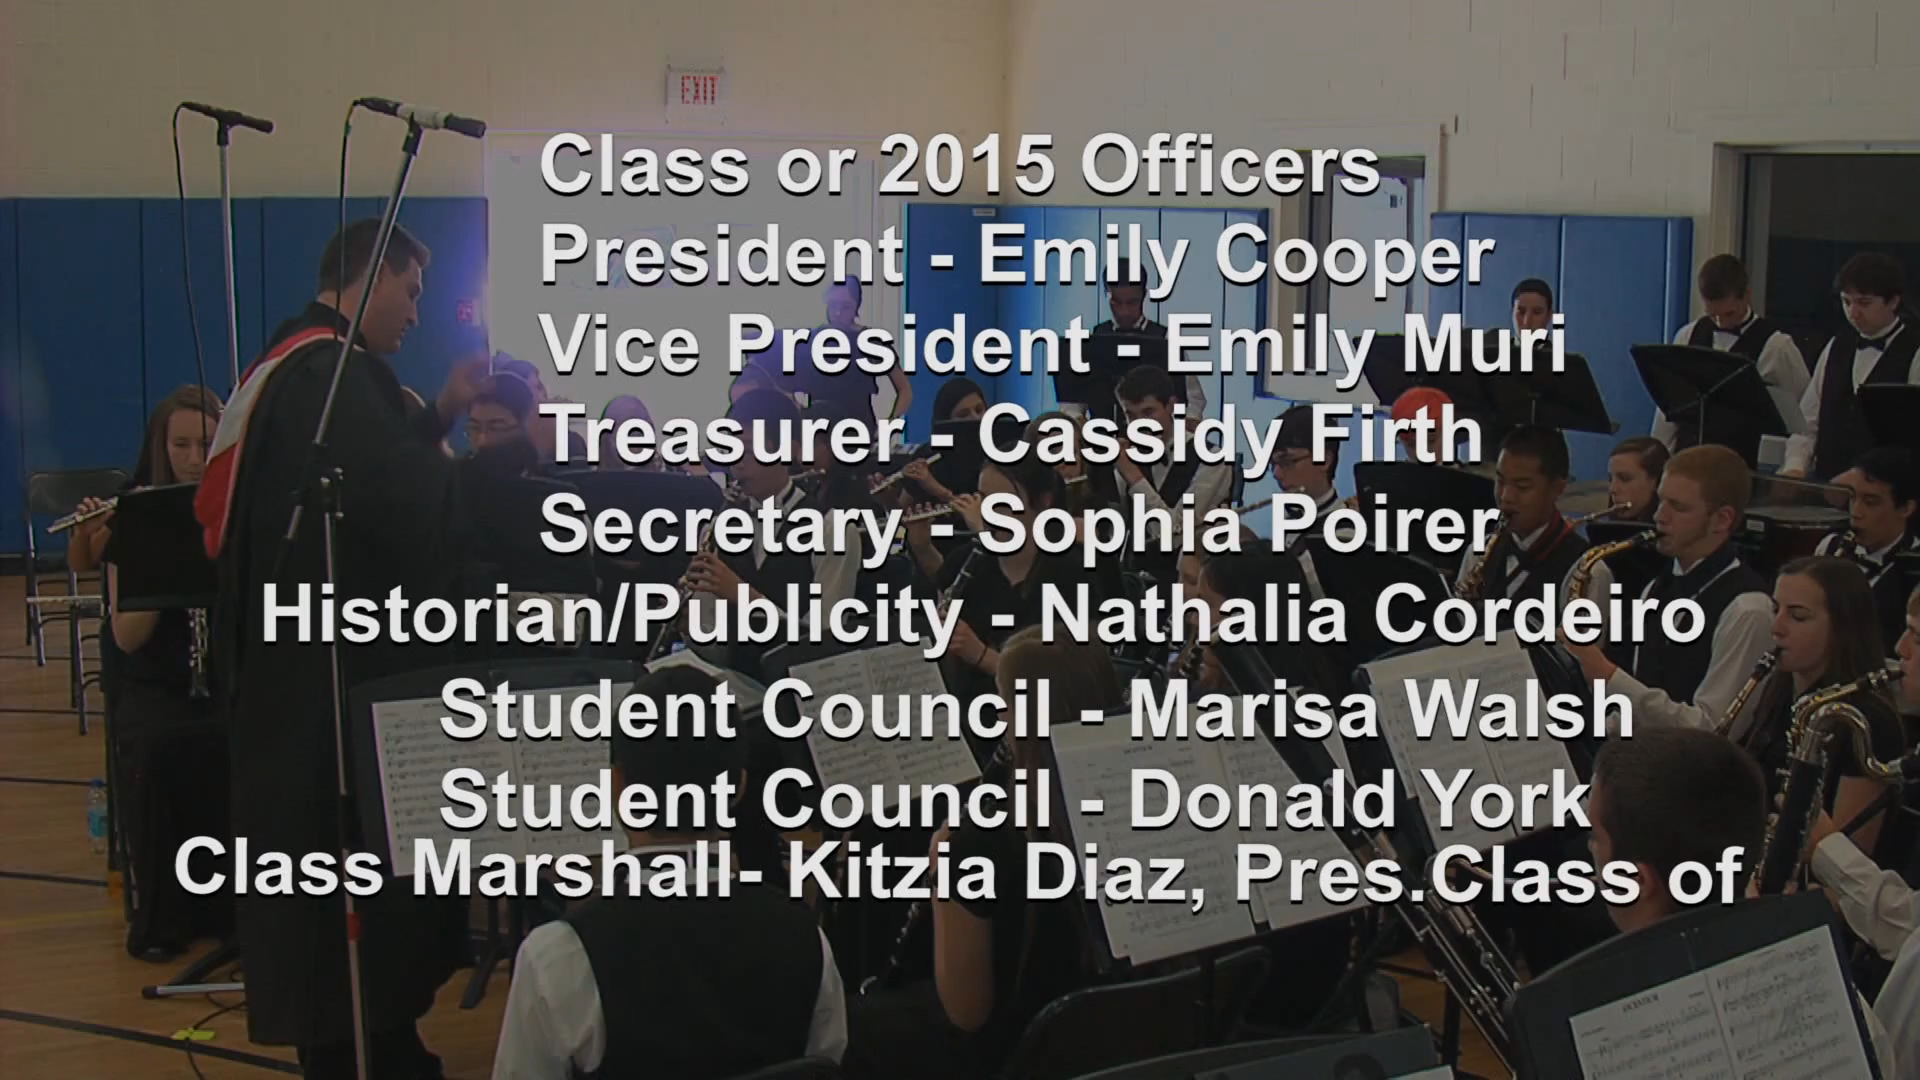 EXIT
Class or 2015 Officers
President - Emily Cooper
Vice President - Emily Muri
Treasurer - Cassidy Firth
Secretary - Sophia Poirer
Historian/Publicity - Nathalia Cordeiro
Student Council - Marisa Walsh
Student Council - Donald York
Class Marshall- Kitzia Diaz, Pres.Class of